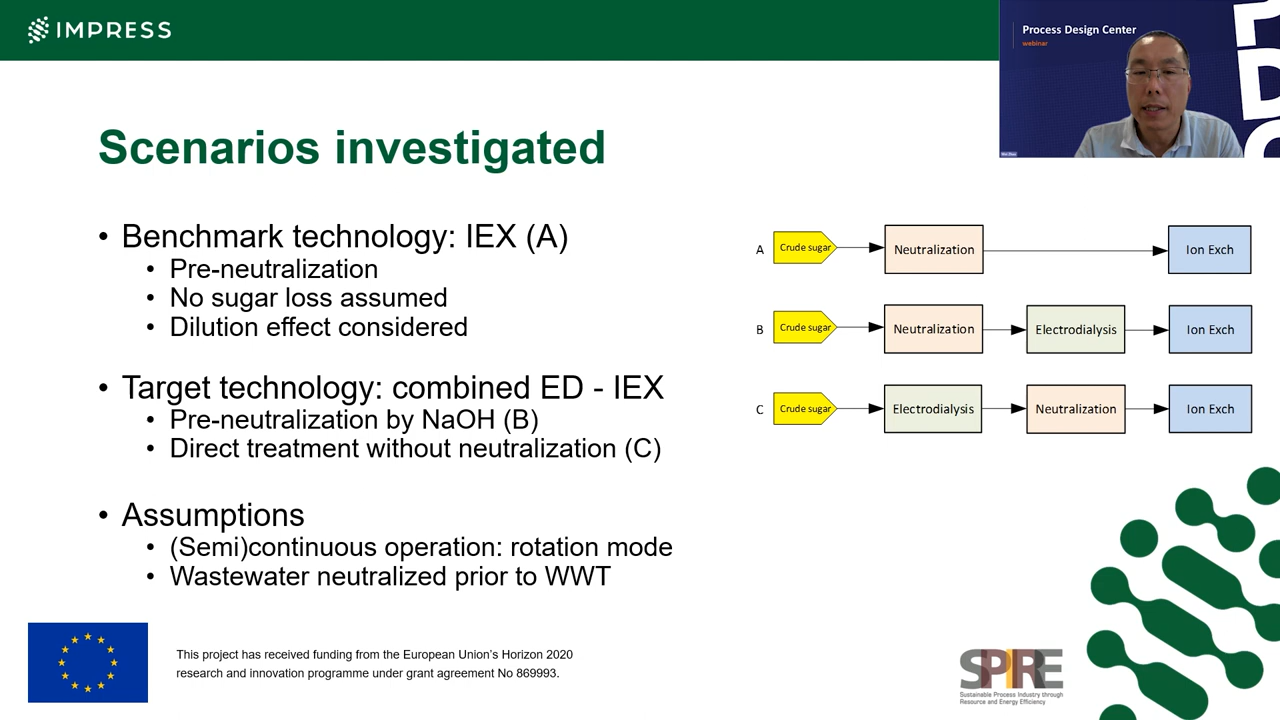 IMPRESS
Process Design Center
webinar
Scenarios investigated
• Benchmark technology: IEX (A)
• Pre-neutralization
• No sugar loss assumed
• Dilution effect considered
• Target technology: combined ED - IEX
• Pre-neutralization by NaOH (B)
• Direct treatment without neutralization (C)
• Assumptions
• (Semi)continuous operation: rotation mode
• Wastewater neutralized prior to WWT
A Crude sugar Neutralization Ion Exch
B Crude sugar Neutralization Electrodialysis Ion Exch
C Crude sugar Electrodialysis Neutralization Ion Exch
This project has received funding from the European Union’s Horizon 2020
research and innovation programme under grant agreement No 869993.
SPIRE
Sustainable Process Industry through
Resource and Energy Efficiency